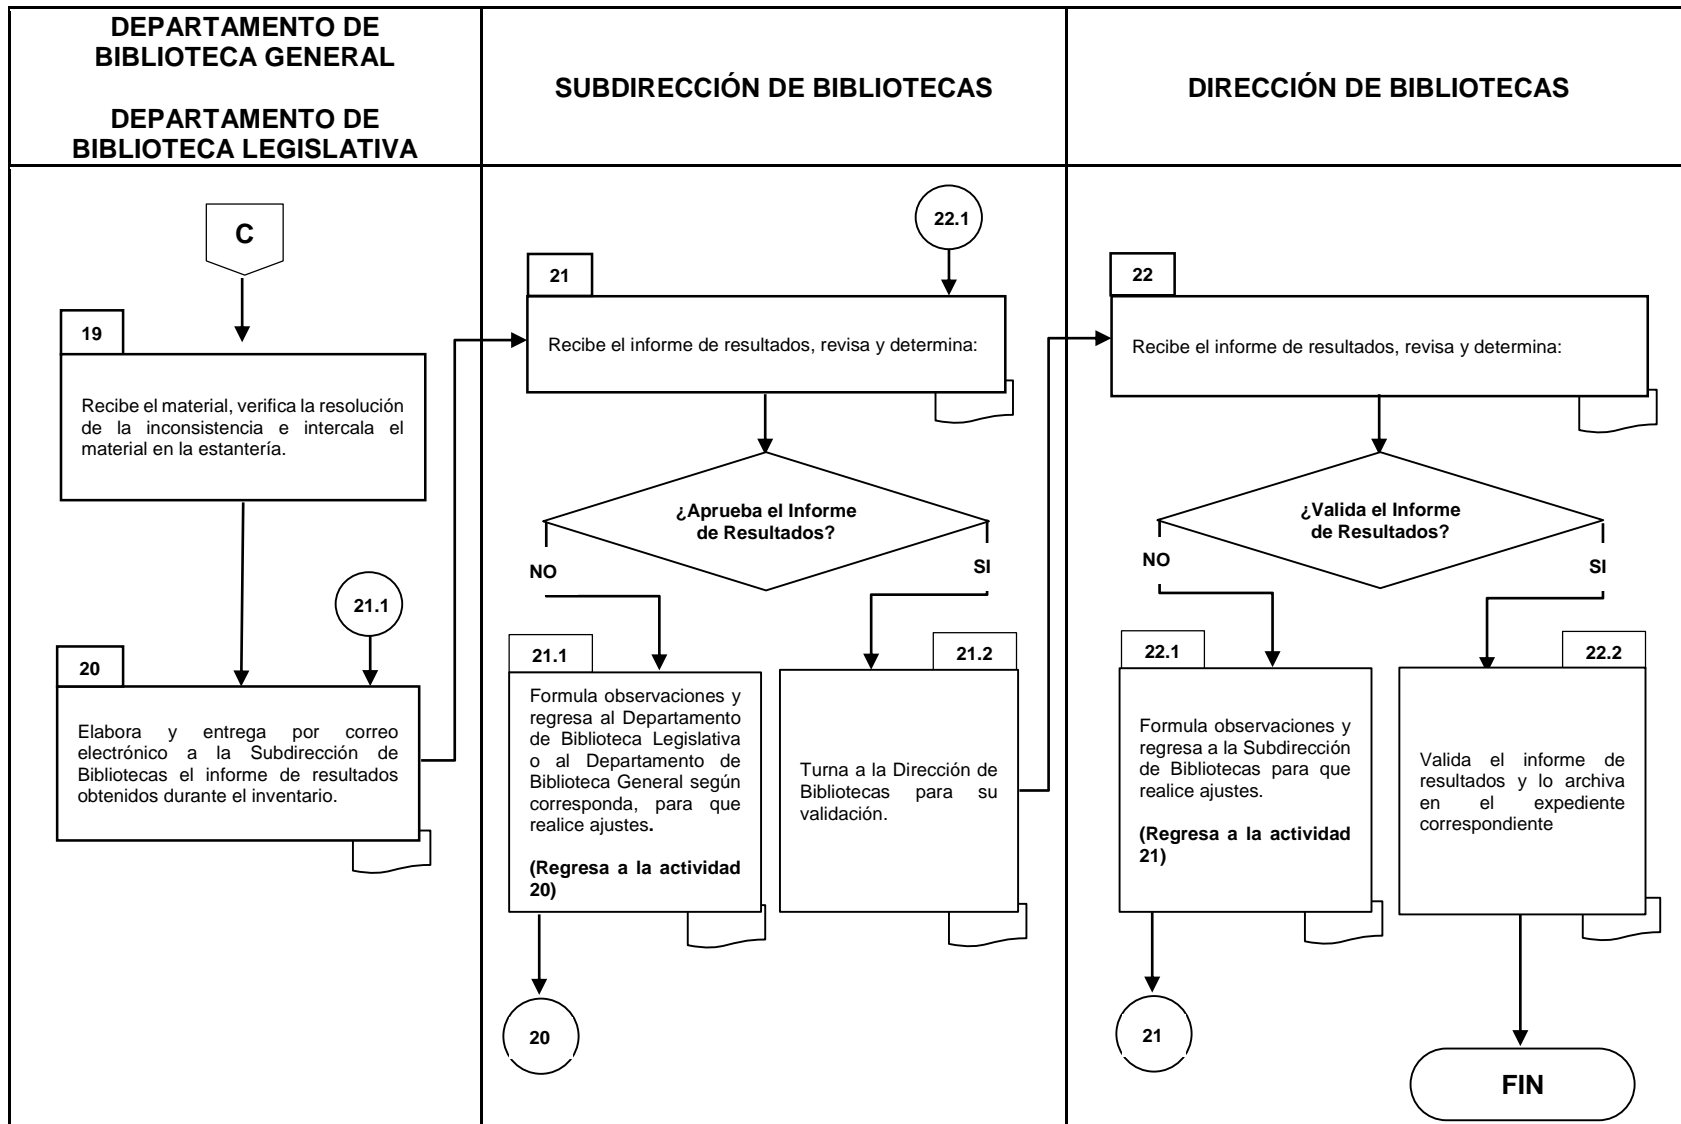 DEPARTAMENTO DE
BIBLIOTECA GENERAL
DEPARTAMENTO DE
BIBLIOTECA LEGISLATIVA
SUBDIRECCIÓN DE BIBLIOTECAS
DIRECCIÓN DE BIBLIOTECAS
C
19
Recibe el material, verifica la resolución
de la inconsistencia e intercala el
material en la estantería.
21.1
20
Elabora y entrega por correo
electrónico a la Subdirección de
Bibliotecas el informe de resultados
obtenidos durante el inventario.
22.1
21
Recibe el informe de resultados, revisa y determina:
¿Aprueba el Informe
de Resultados?
NO
SI
21.1
Formula observaciones y
regresa al Departamento
de Biblioteca Legislativa
o al Departamento de
Biblioteca General según
corresponda, para que
realice ajustes.
(Regresa a la actividad
20)
20
21.2
Turna a la Dirección de
Bibliotecas para su
validación.
22
Recibe el informe de resultados, revisa y determina:
¿Valida el Informe
de Resultados?
NO
SI
22.1
Formula observaciones y
regresa a la Subdirección
de Bibliotecas para que
realice ajustes.
(Regresa a la actividad
21)
21
22.2
Valida el informe de
resultados y lo archiva
en el expediente
correspondiente
FIN